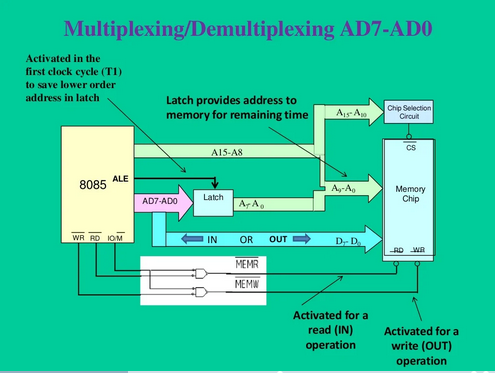 Multiplexing/Demultiplexing AD7-AD0
Activated in the
first clock cycle (T1)
to save lower order
address in latch
Latch provides address to
memory for remaining time
A15- A10
Chip Selection
Circuit
A15-A8
CS
8085
ALE
AD7-AD0
Latch
A7- A 0
A9-A0
Memory
Chip
IN OR OUT
D7- D0
WR RD IO/M
RD WR
MEMR
MEMW
Activated for a
read (IN)
operation
Activated for a
write (OUT)
operation